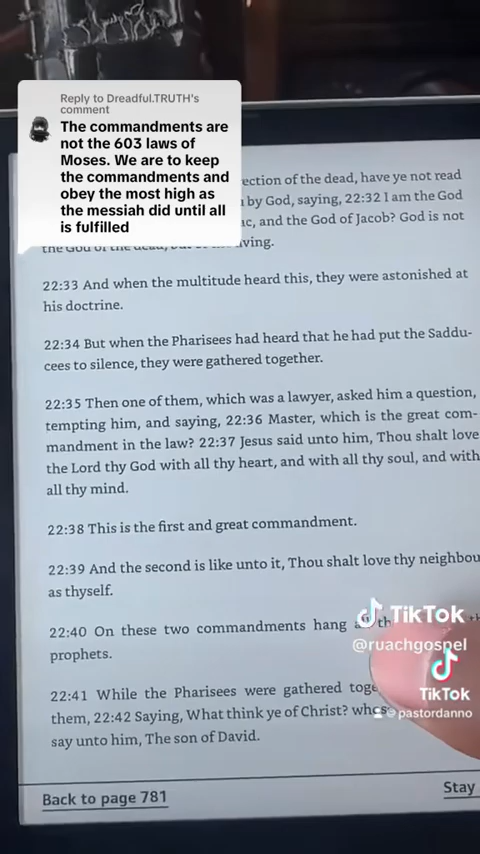 Reply to Dreadful.TRUTH's
comment
The commandments are
not the 603 laws of
Moses. We are to keep
the commandments and
obey the most high as
the messiah did until all
is fulfilled
ection of the dead, have ye not read
by God, saying, 22:32 I am the God
ac, and the God of Jacob? God is not
the God of the dead, but of the living.
22:33 And when the multitude heard this, they were astonished at
his doctrine.
22:34 But when the Pharisees had heard that he had put the Saddu-
cees to silence, they were gathered together.
22:35 Then one of them, which was a lawyer, asked him a question,
tempting him, and saying, 22:36 Master, which is the great com-
mandment in the law? 22:37 Jesus said unto him, Thou shalt love
the Lord thy God with all thy heart, and with all thy soul, and with
all thy mind.
22:38 This is the first and great commandment.
22:39 And the second is like unto it, Thou shalt love thy neighbou
as thyself.
22:40 On these two commandments hang
prophets.
22:41 While the Pharisees were gathered toge
them, 22:42 Saying, What think ye of Christ?
say unto him, The son of David.
TikTok
@ruachgospel
TikTok
pastordanno
Back to page 781
Stay